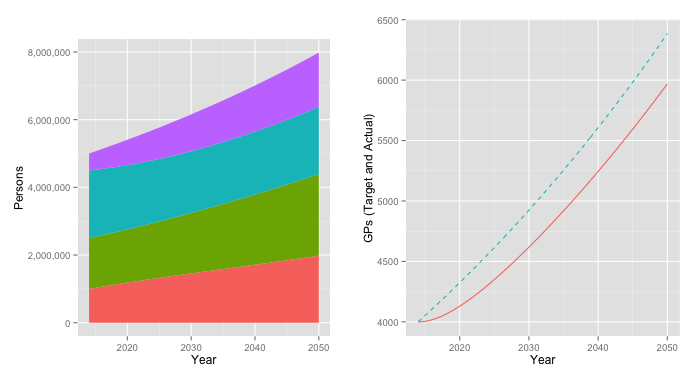 8,000,000
6,000,000
4,000,000
2,000,000
0
Persons
2020 2030 2040 2050
Year
6500
6000
5500
5000
4500
4000
GPs (Target and Actual)
2020 2030 2040 2050
Year